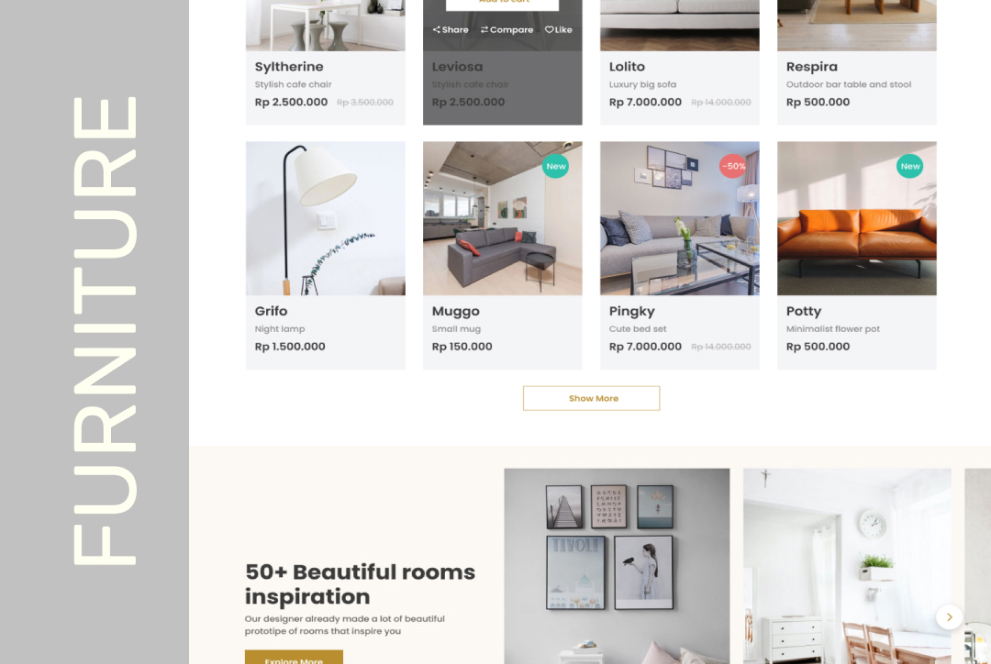 FURNITURE
Add to cart
Share Compare Like
Syltherine
Stylish cafe chair
Rp 2.500.000 Rp 3.500.000
Leviosa
Stylish cafe chair
Rp 2.500.000
Lolito
Luxury big sofa
Rp 7.000.000 Rp 14.000.000
Respira
Outdoor bar table and stool
Rp 500.000
New
-50%
New
Grifo
Night lamp
Rp 1.500.000
Muggo
Small mug
Rp 150.000
Pingky
Cute bed set
Rp 7.000.000 Rp 14.000.000
Potty
Minimalist flower pot
Rp 500.000
Show More
TIVOLI
50+ Beautiful rooms
inspiration
Our designer already made a lot of beautiful
prototipe of rooms that inspire you
Explore More